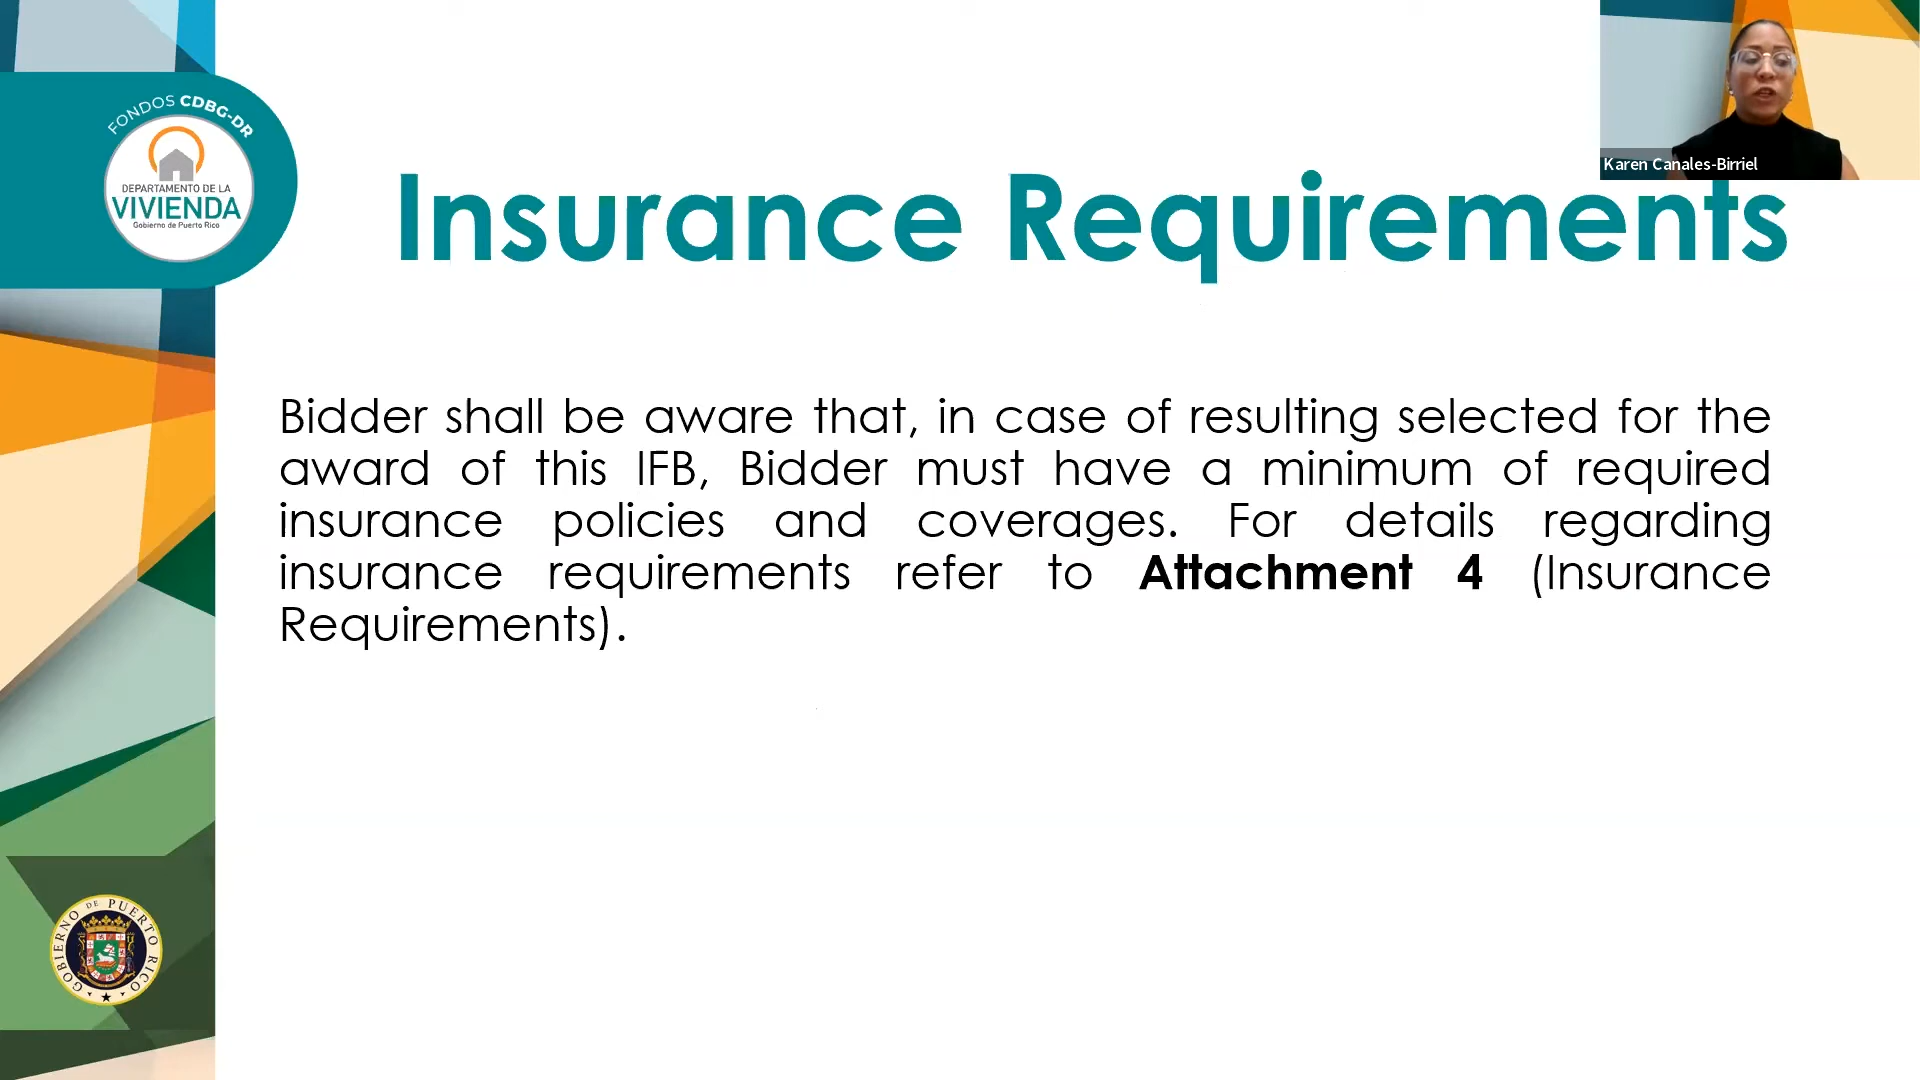 FONDOS CDBG-DR
DEPARTAMENTO DE LA
VIVIENDA
Gobierno de Puerto Rico
Karen Canales-Birriel
Insurance Requirements
Bidder shall be aware that, in case of resulting selected for the
award of this IFB, Bidder must have a minimum of required
insurance policies and coverages. For details regarding
insurance requirements refer to Attachment 4 (Insurance
Requirements).
GOBIERNO DE PUERTO RICO